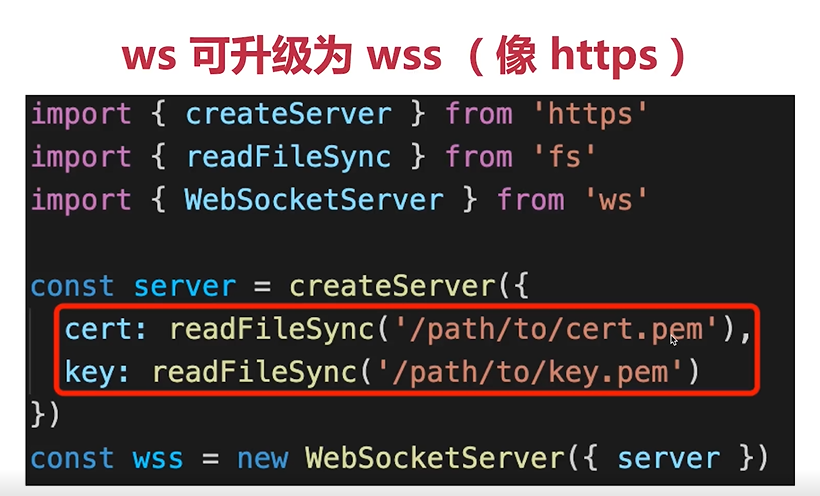 ws 可升级为 wss （像 https）
import { createServer } from 'https'
import { readFileSync } from 'fs'
import { WebSocketServer } from 'ws'
const server = createServer({
cert: readFileSync('/path/to/cert.pem'),
key: readFileSync('/path/to/key.pem')
})
const wss = new WebSocketServer({ server })